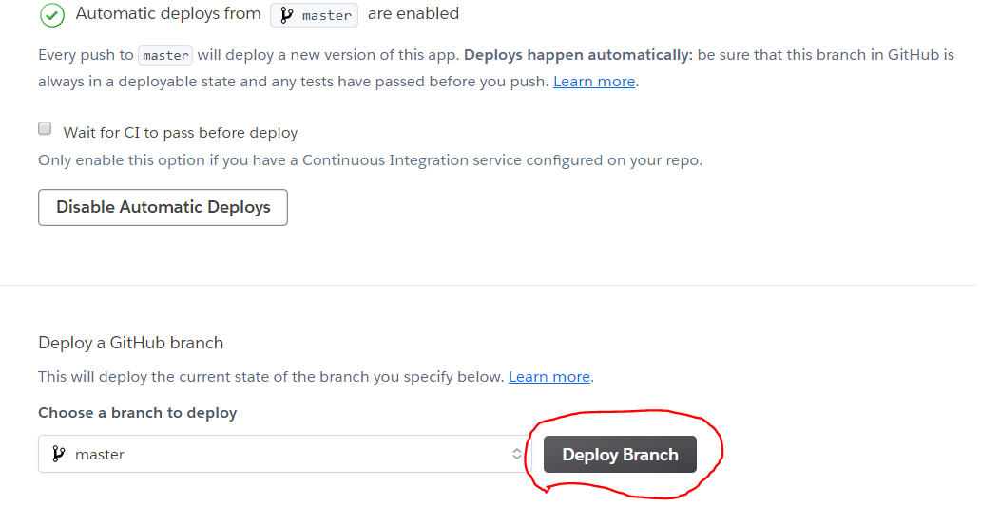 Automatic deploys from master are enabled
Every push to master will deploy a new version of this app. Deploys happen automatically: be sure that this branch in GitHub is
always in a deployable state and any tests have passed before you push. Learn more.
Wait for CI to pass before deploy
Only enable this option if you have a Continuous Integration service configured on your repo.
Disable Automatic Deploys
Deploy a GitHub branch
This will deploy the current state of the branch you specify below. Learn more.
Choose a branch to deploy
master Deploy Branch